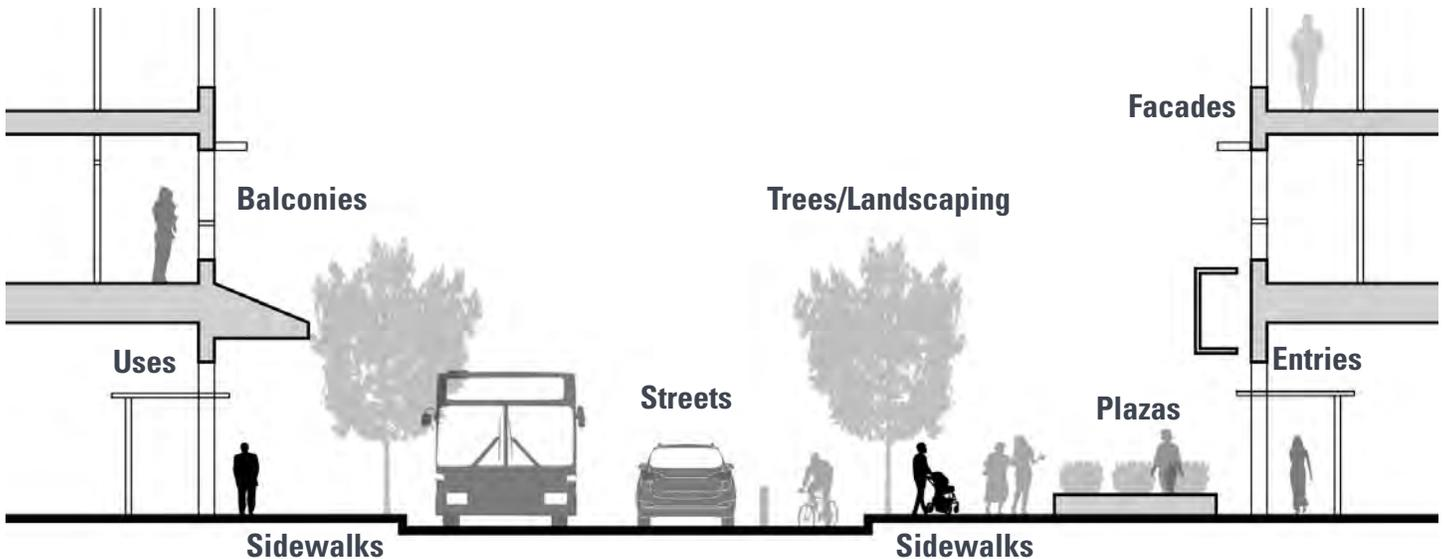 Facades
Balconies
Trees/Landscaping
Uses
Entries
Streets
Plazas
Sidewalks
Sidewalks